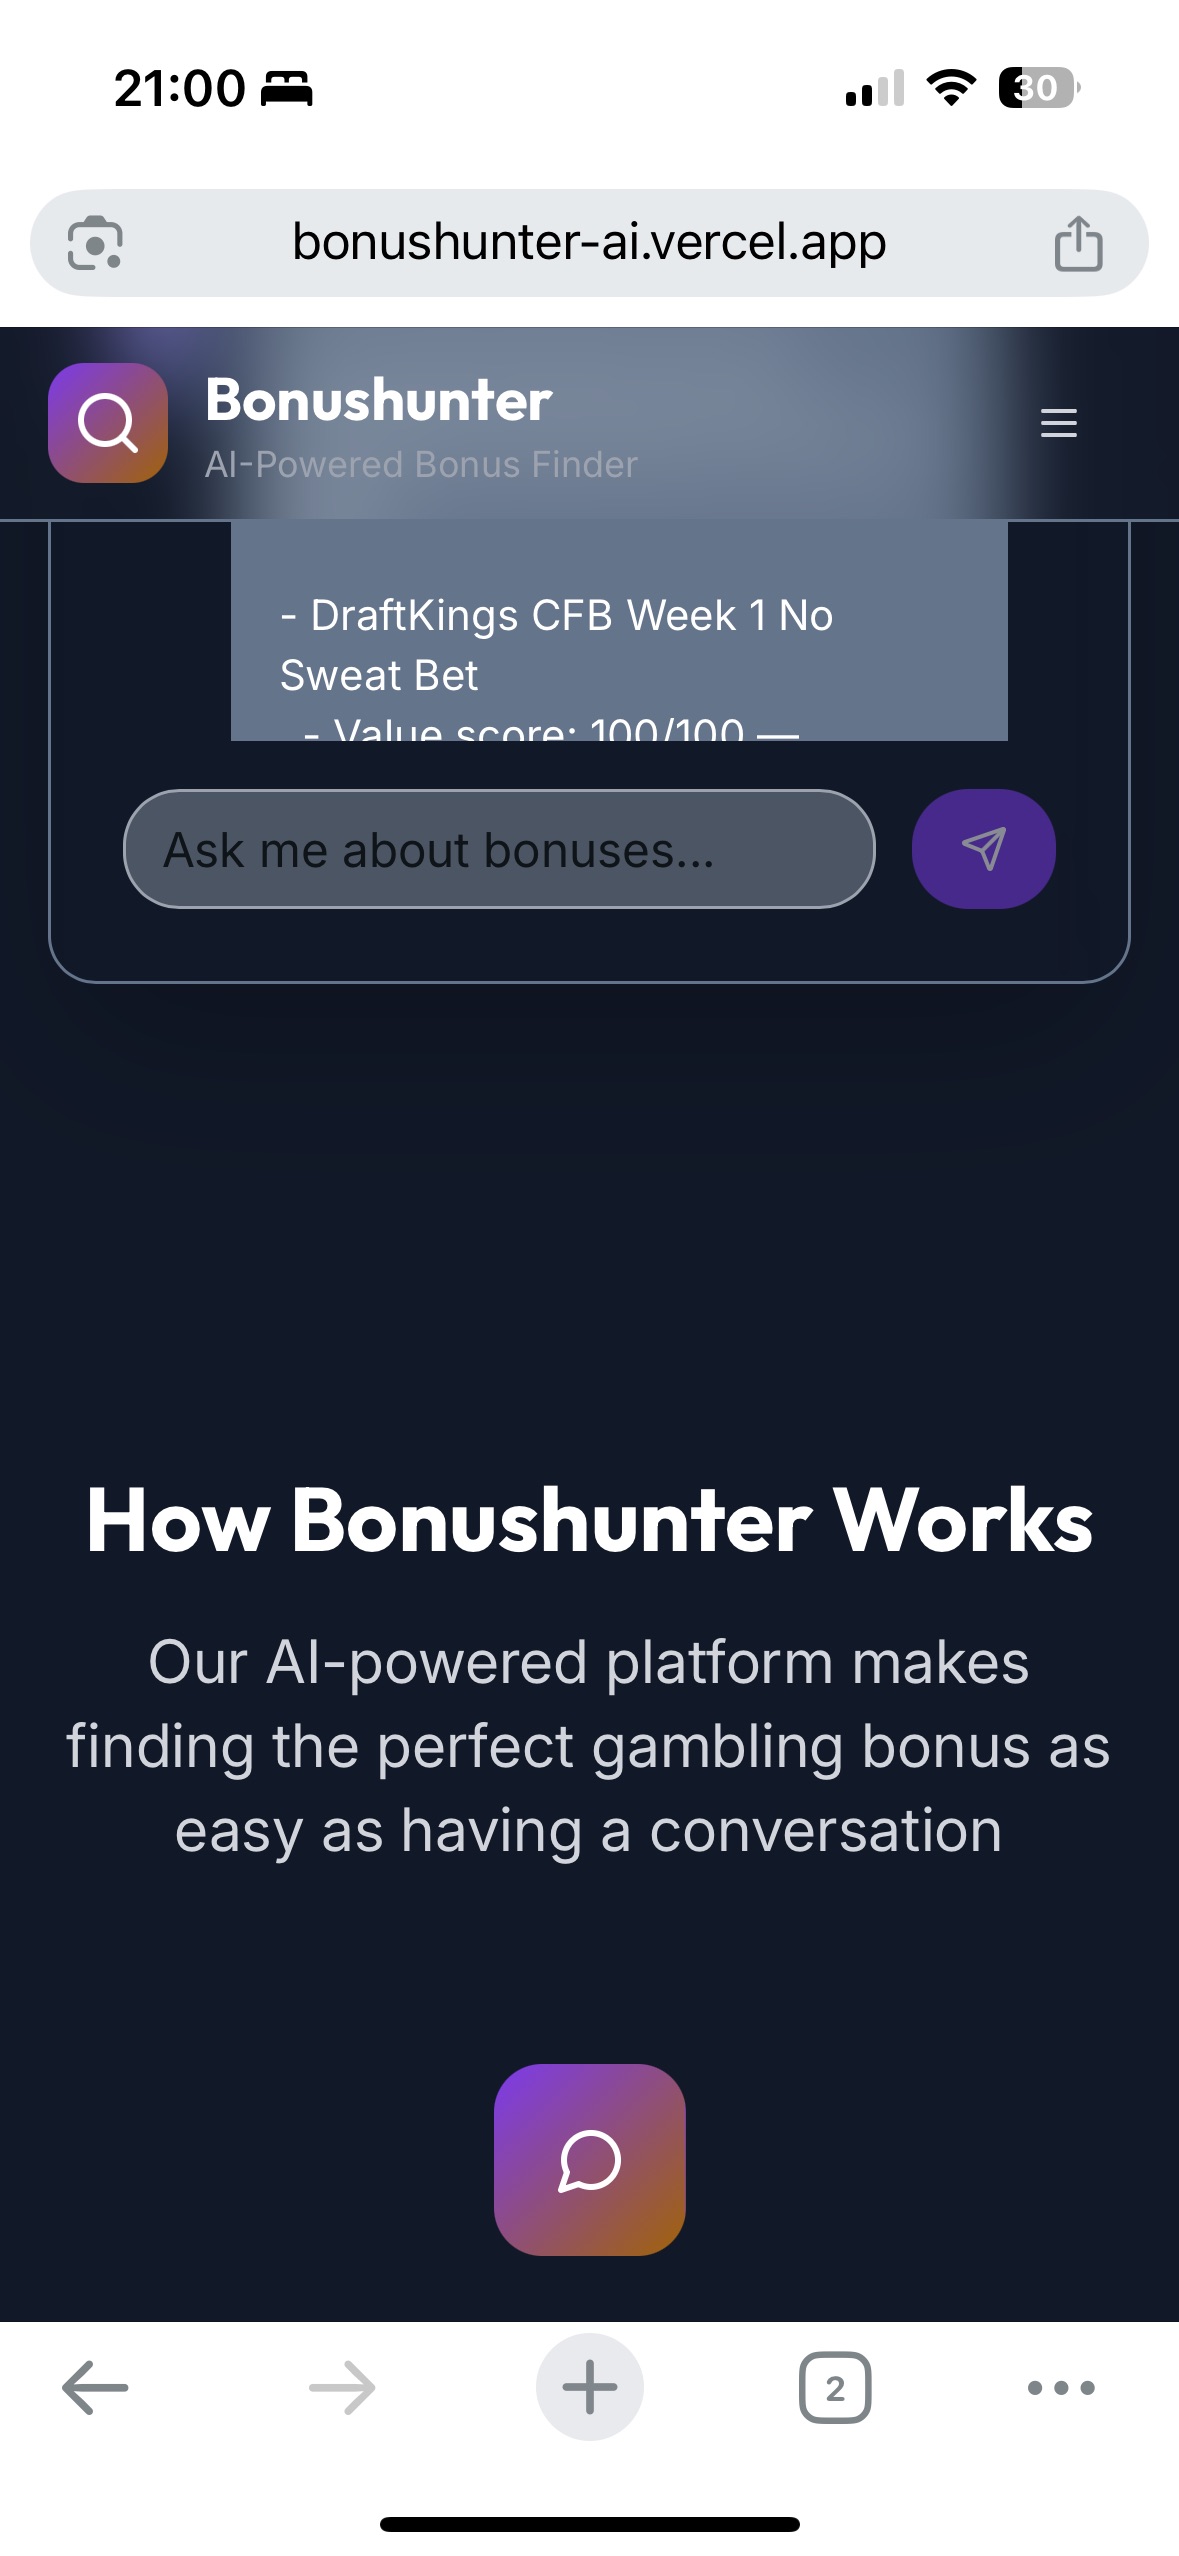 21:00
30
bonushunter-ai.vercel.app
Bonushunter
AI-Powered Bonus Finder
- DraftKings CFB Week 1 No
Sweat Bet
- Value score: 100/100 —
Ask me about bonuses...
How Bonushunter Works
Our AI-powered platform makes
finding the perfect gambling bonus as
easy as having a conversation
2